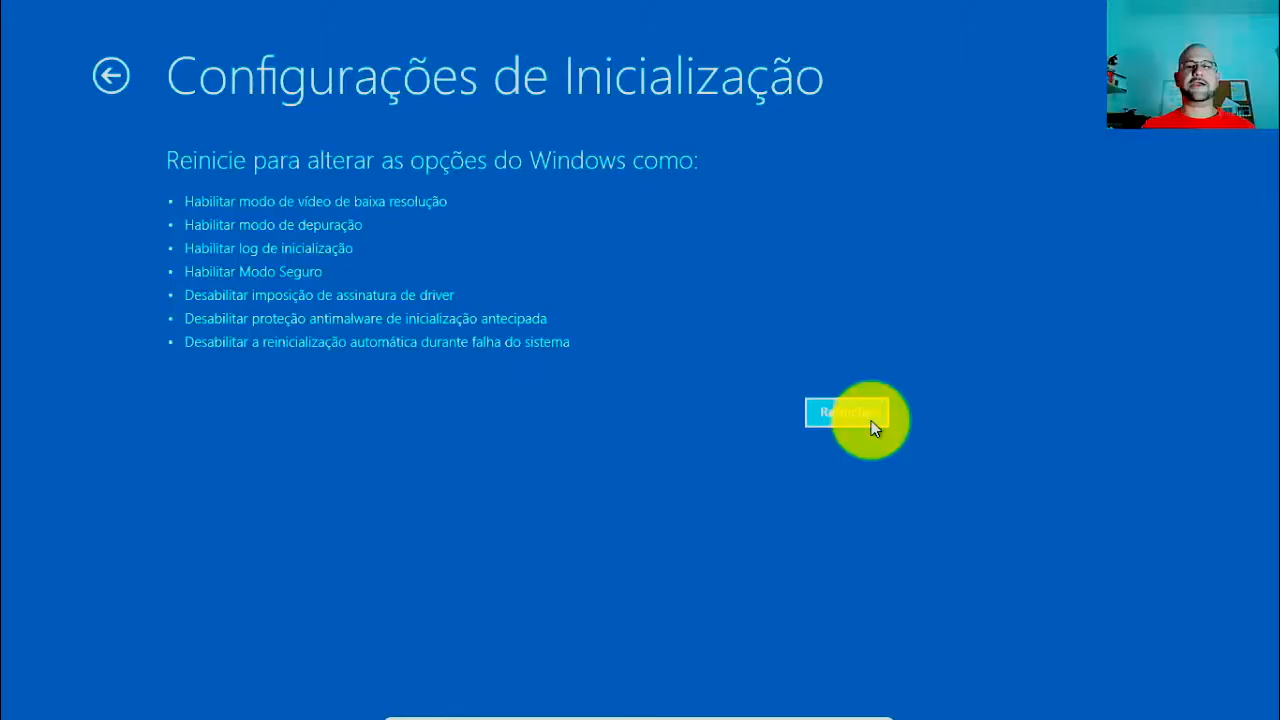 Configurações de Inicialização
Reinicie para alterar as opções do Windows como:
• Habilitar modo de vídeo de baixa resolução
• Habilitar modo de depuração
• Habilitar log de inicialização
• Habilitar Modo Seguro
• Desabilitar imposição de assinatura de driver
• Desabilitar proteção antimalware de inicialização antecipada
• Desabilitar a reinicialização automática durante falha do sistema
Reiniciar